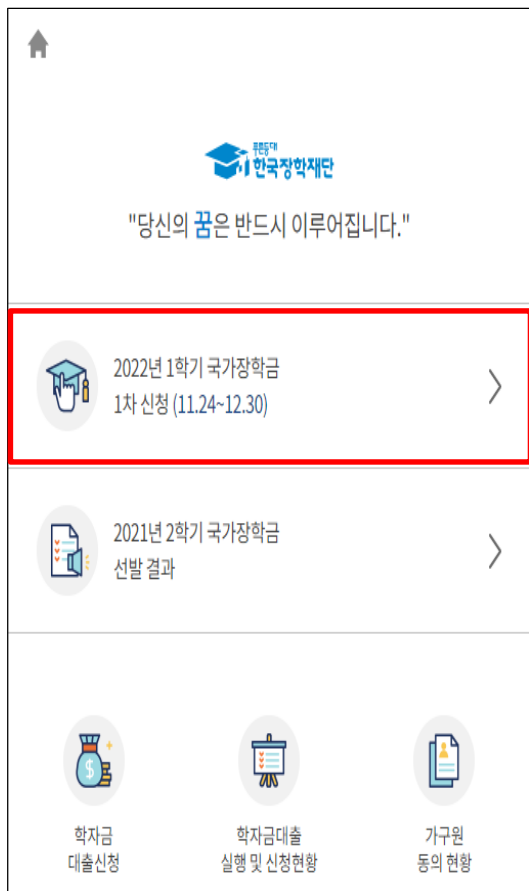 푸른등대
한국장학재단
"당신의 꿈은 반드시 이루어집니다."
2022년 1학기 국가장학금
1차 신청 (11.24~12.30)
2021년 2학기 국가장학금
선발 결과
학자금
대출신청
학자금대출
실행 및 신청현황
가구원
동의 현황